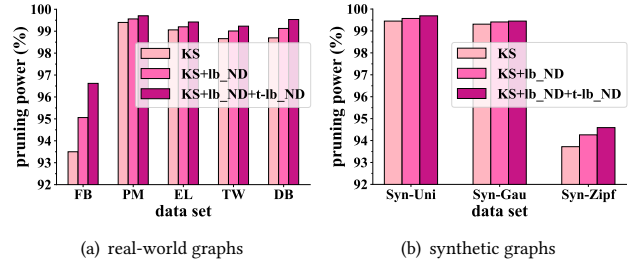 pruning power (%)
100
99
98
97
96
95
94
93
92
KS
KS+lb_ND
KS+lb_ND+t-lb_ND
FB PM EL TW DB
data set
(a) real-world graphs
pruning power (%)
100
99
98
97
96
95
94
93
92
KS
KS+lb_ND
KS+lb_ND+t-lb_ND
Syn-Uni Syn-Gau Syn-Zipf
data set
(b) synthetic graphs